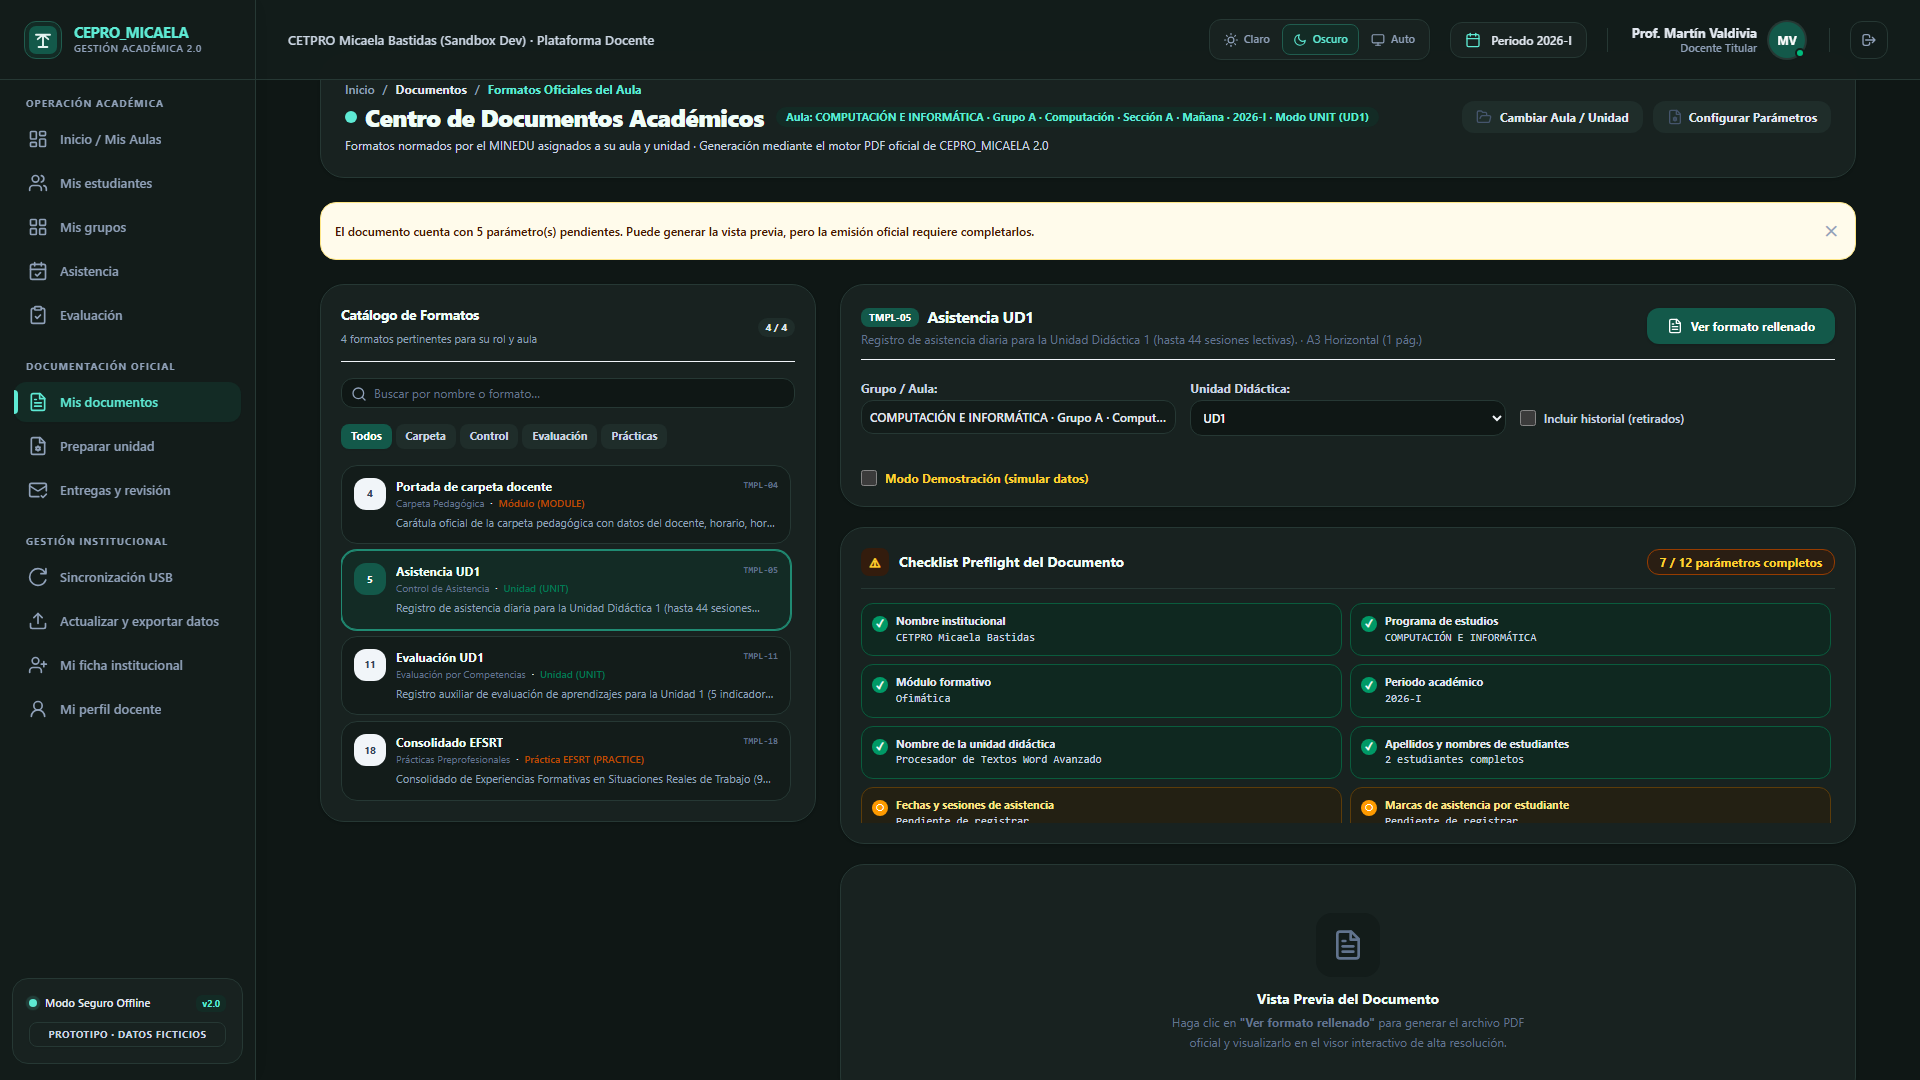 CEPRO_MICAELA
GESTIÓN ACADÉMICA 2.0
CETPRO Micaela Bastidas (Sandbox Dev) · Plataforma Docente
Claro
Oscuro
Auto
Periodo 2026-I
Prof. Martín Valdivia
Docente Titular
MV
OPERACIÓN ACADÉMICA
Inicio / Mis Aulas
Mis estudiantes
Mis grupos
Asistencia
Evaluación
DOCUMENTACIÓN OFICIAL
Mis documentos
Preparar unidad
Entregas y revisión
GESTIÓN INSTITUCIONAL
Sincronización USB
Actualizar y exportar datos
Mi ficha institucional
Mi perfil docente
Modo Seguro Offline
v2.0
PROTOTIPO · DATOS FICTICIOS
Inicio / Documentos / Formatos Oficiales del Aula
Centro de Documentos Académicos
Aula: COMPUTACIÓN E INFORMÁTICA · Grupo A · Computación · Sección A · Mañana · 2026-I · Modo UNIT (UD1)
Cambiar Aula / Unidad
Configurar Parámetros
Formatos normados por el MINEDU asignados a su aula y unidad · Generación mediante el motor PDF oficial de CEPRO_MICAELA 2.0
El documento cuenta con 5 parámetro(s) pendientes. Puede generar la vista previa, pero la emisión oficial requiere completarlos.
Catálogo de Formatos
4 formatos pertinentes para su rol y aula
4 / 4
Buscar por nombre o formato...
Todos
Carpeta
Control
Evaluación
Prácticas
4
Portada de carpeta docente
TMPL-04
Carpeta Pedagógica · Módulo (MODULE)
Carátula oficial de la carpeta pedagógica con datos del docente, horario, hor...
5
Asistencia UD1
TMPL-05
Control de Asistencia · Unidad (UNIT)
Registro de asistencia diaria para la Unidad Didáctica 1 (hasta 44 sesiones...
11
Evaluación UD1
TMPL-11
Evaluación por Competencias · Unidad (UNIT)
Registro auxiliar de evaluación de aprendizajes para la Unidad 1 (5 indicador...
18
Consolidado EFSRT
TMPL-18
Prácticas Preprofesionales · Práctica EFSRT (PRACTICE)
Consolidado de Experiencias Formativas en Situaciones Reales de Trabajo (9...
TMPL-05
Asistencia UD1
Registro de asistencia diaria para la Unidad Didáctica 1 (hasta 44 sesiones lectivas). · A3 Horizontal (1 pág.)
Ver formato rellenado
Grupo / Aula:
COMPUTACIÓN E INFORMÁTICA · Grupo A · Comput...
Unidad Didáctica:
UD1
Incluir historial (retirados)
Modo Demostración (simular datos)
Checklist Preflight del Documento
7 / 12 parámetros completos
Nombre institucional
CETPRO Micaela Bastidas
Programa de estudios
COMPUTACIÓN E INFORMÁTICA
Módulo formativo
Ofimática
Periodo académico
2026-I
Nombre de la unidad didáctica
Procesador de Textos Word Avanzado
Apellidos y nombres de estudiantes
2 estudiantes completos
Fechas y sesiones de asistencia
Pendiente de registrar
Marcas de asistencia por estudiante
Pendiente de registrar
Vista Previa del Documento
Haga clic en "Ver formato rellenado" para generar el archivo PDF
oficial y visualizarlo en el visor interactivo de alta resolución.